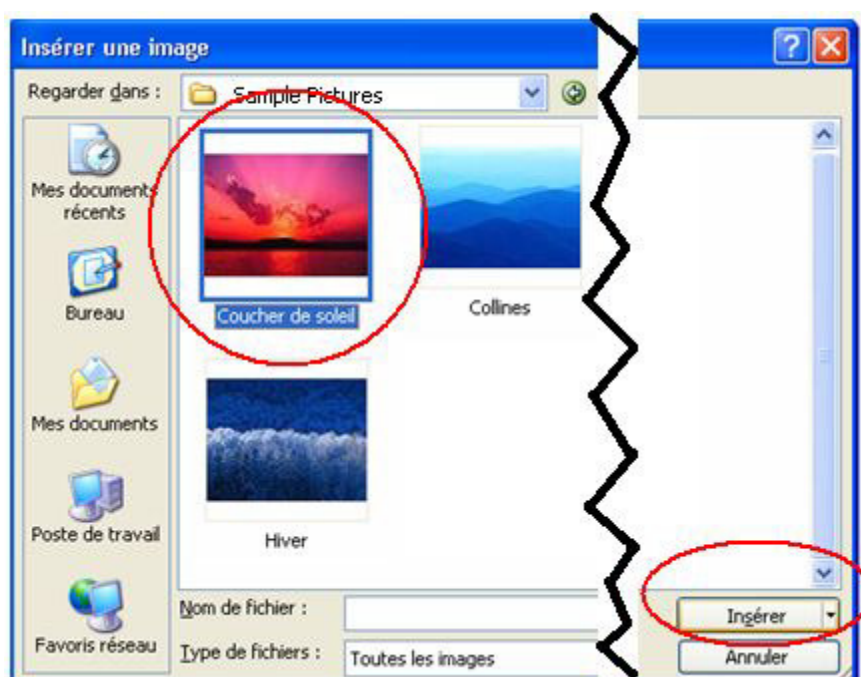 Insérer une image
Regarder dans :
Sample Pictures
Mes documents
récents
Bureau
Mes documents
Poste de travail
Favoris réseau
Coucher de soleil
Collines
Hiver
Nom de fichier :
Insérer
Type de fichiers :
Toutes les images
Annuler